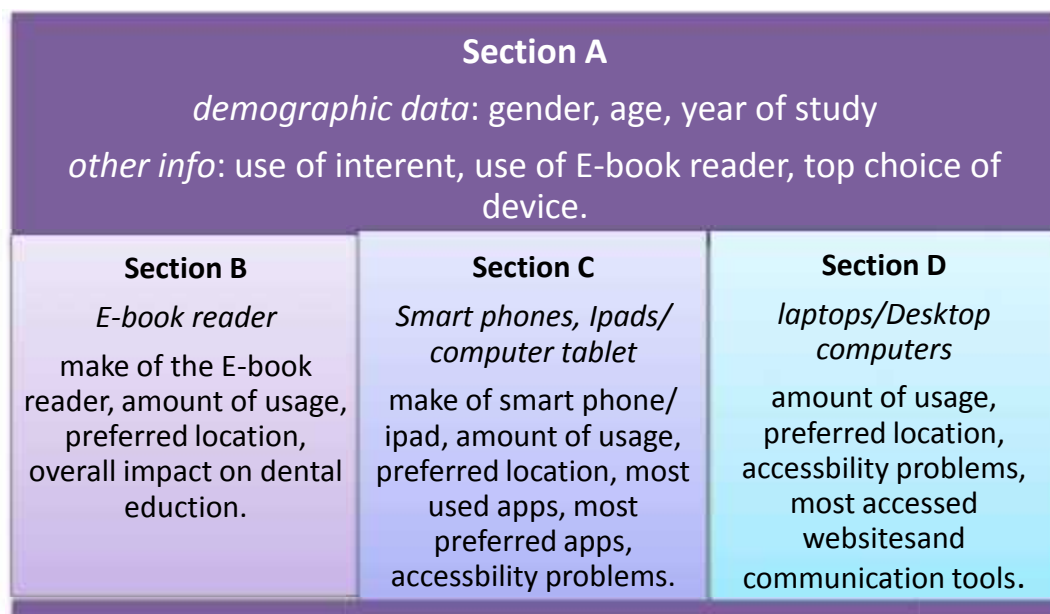 Section A
demographic data: gender, age, year of study
other info: use of interent, use of E-book reader, top choice of
device.
Section B
E-book reader
make of the E-book
reader, amount of usage,
preferred location,
overall impact on dental
eduction.
Section C
Smart phones, Ipads/
computer tablet
make of smart phone/
ipad, amount of usage,
preferred location, most
used apps, most
preferred apps,
accessbility problems.
Section D
laptops/Desktop
computers
amount of usage,
preferred location,
accessbility problems,
most accessed
websitesand
communication tools.